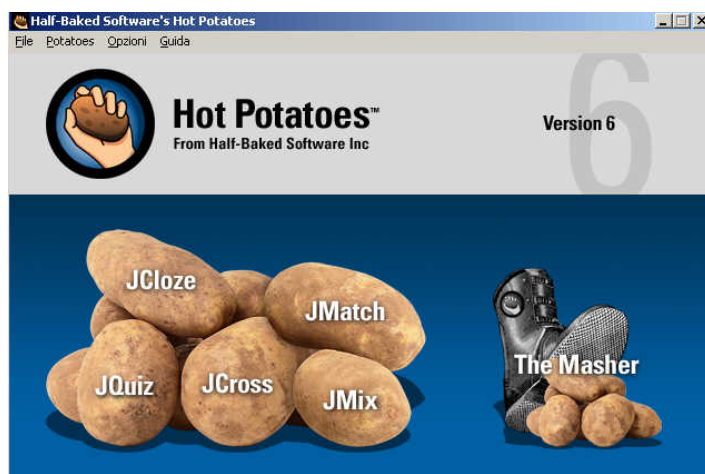 Half-Baked Software's Hot Potatoes
File Potatoes Opzioni Guida
Hot Potatoes™
From Half-Baked Software Inc
Version 6
6
JCloze
JMatch
JQuiz
JCross
JMix
The Masher